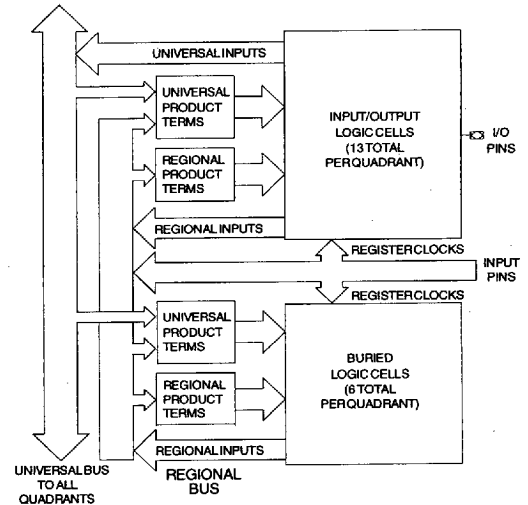 UNIVERSAL INPUTS
UNIVERSAL
PRODUCT
TERMS
INPUT/OUTPUT
LOGIC CELLS
(13 TOTAL
PER QUADRANT)
I/O
PINS
REGIONAL
PRODUCT
TERMS
REGIONAL INPUTS
REGISTER CLOCKS
INPUT
PINS
REGISTER CLOCKS
UNIVERSAL
PRODUCT
TERMS
BURIED
LOGIC CELLS
(6 TOTAL
PER QUADRANT)
REGIONAL
PRODUCT
TERMS
REGIONAL INPUTS
UNIVERSAL BUS
TO ALL
QUADRANTS
REGIONAL
BUS